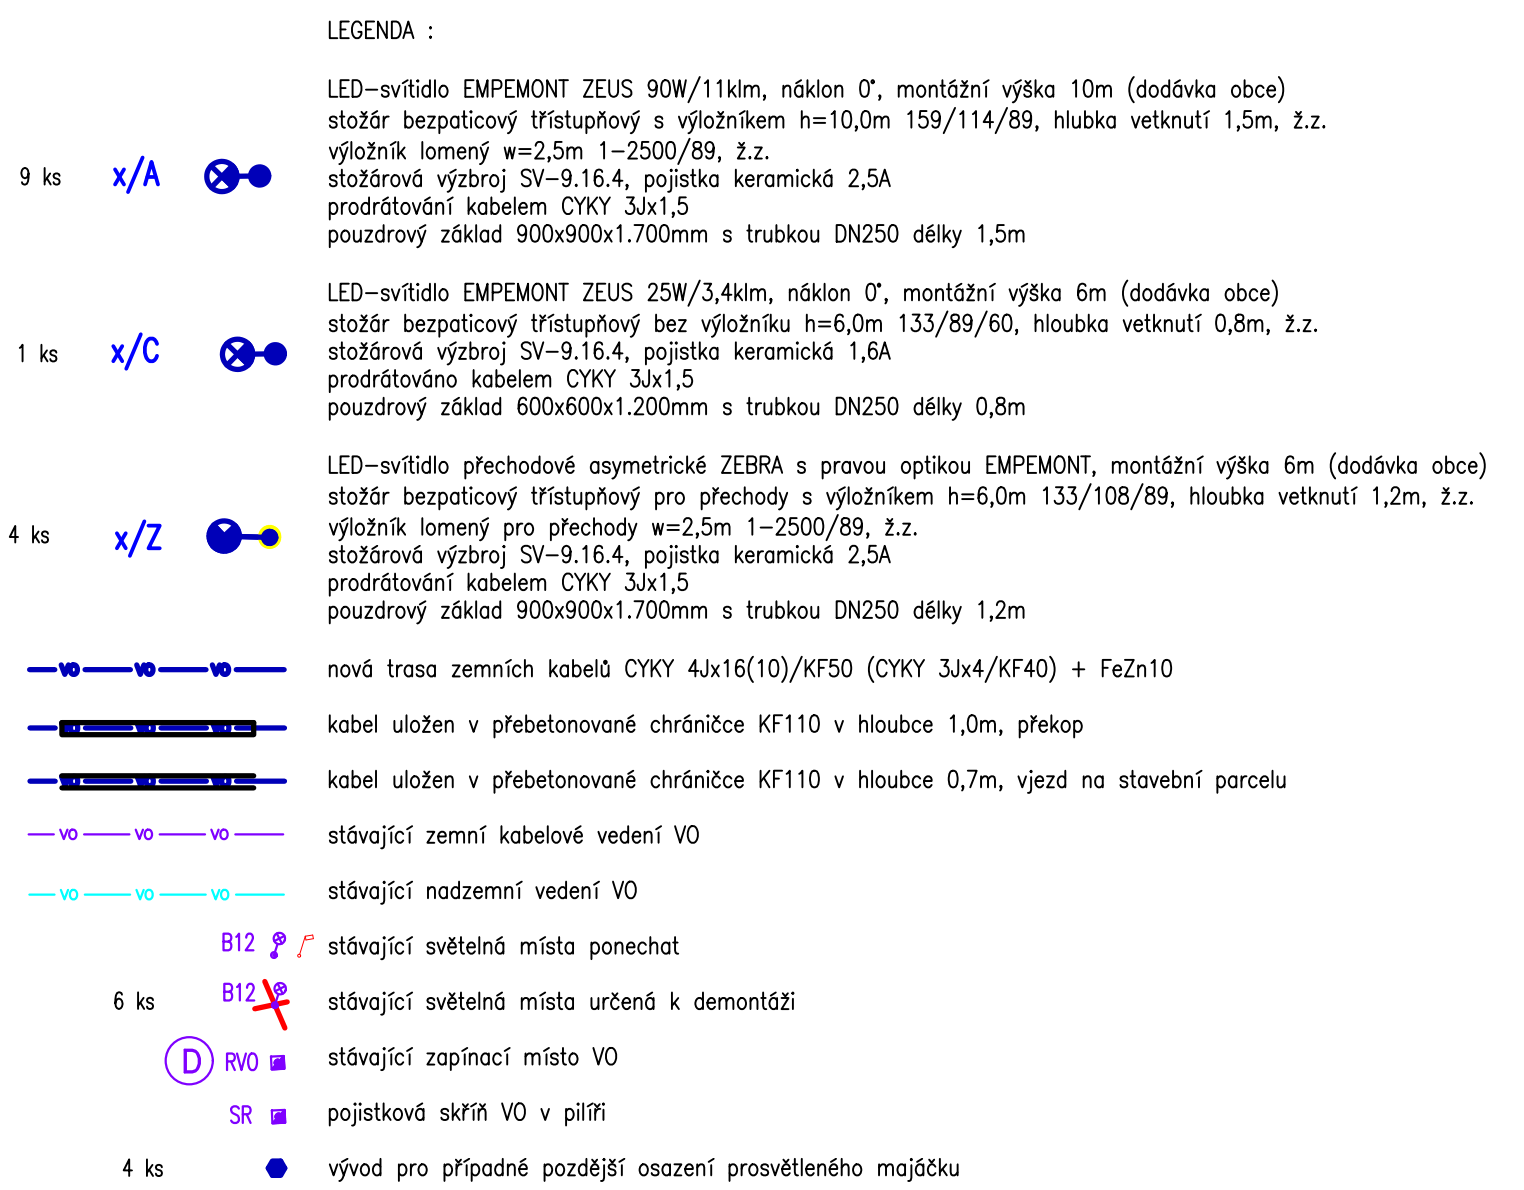 LEGENDA :
LED-svítidlo EMPEMONT ZEUS 90W/11klm, náklon 0°, montážní výška 10m (dodávka obce)
stožár bezpaticový třístupňový s výložníkem h=10,0m 159/114/89, hlubka vetknutí 1,5m, ž.z.
výložník lomený w=2,5m 1-2500/89, ž.z.
9 ks x/A stožárová výzbroj SV-9.16.4, pojistka keramická 2,5A
prodrátování kabelem CYKY 3Jx1,5
pouzdrový základ 900x900x1.700mm s trubkou DN250 délky 1,5m
LED-svítidlo EMPEMONT ZEUS 25W/3,4klm, náklon 0°, montážní výška 6m (dodávka obce)
stožár bezpaticový třístupňový bez výložníku h=6,0m 133/89/60, hloubka vetknutí 0,8m, ž.z.
1 ks x/C stožárová výzbroj SV-9.16.4, pojistka keramická 1,6A
prodrátováno kabelem CYKY 3Jx1,5
pouzdrový základ 600x600x1.200mm s trubkou DN250 délky 0,8m
LED-svítidlo přechodové asymetrické ZEBRA s pravou optikou EMPEMONT, montážní výška 6m (dodávka obce)
stožár bezpaticový třístupňový pro přechody s výložníkem h=6,0m 133/108/89, hloubka vetknutí 1,2m, ž.z.
4 ks x/Z výložník lomený pro přechody w=2,5m 1-2500/89, ž.z.
stožárová výzbroj SV-9.16.4, pojistka keramická 2,5A
prodrátování kabelem CYKY 3Jx1,5
pouzdrový základ 900x900x1.700mm s trubkou DN250 délky 1,2m
VO VO VO nová trasa zemních kabelů CYKY 4Jx16(10)/KF50 (CYKY 3Jx4/KF40) + FeZn10
VO VO VO kabel uložen v přebetonované chráničce KF110 v hloubce 1,0m, překop
VO VO VO kabel uložen v přebetonované chráničce KF110 v hloubce 0,7m, vjezd na stavební parcelu
VO VO VO stávající zemní kabelové vedení VO
VO VO VO stávající nadzemní vedení VO
B12 stávající světelná místa ponechat
6 ks B12 stávající světelná místa určená k demontáži
D RVO stávající zapínací místo VO
SR pojistková skříň VO v pilíři
4 ks vývod pro případné pozdější osazení prosvětleného majáčku